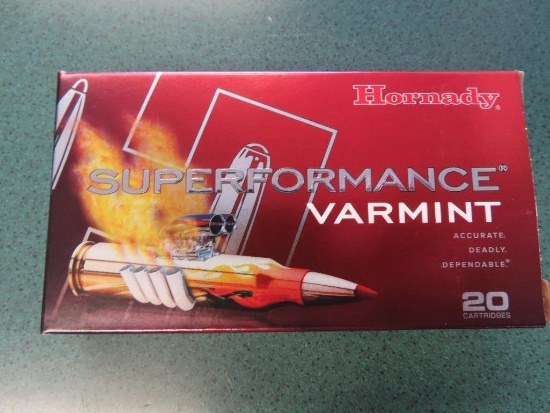 Hornady®
SUPERFORMANCE®
VARMINT
ACCURATE.
DEADLY.
DEPENDABLE.®
20
CARTRIDGES